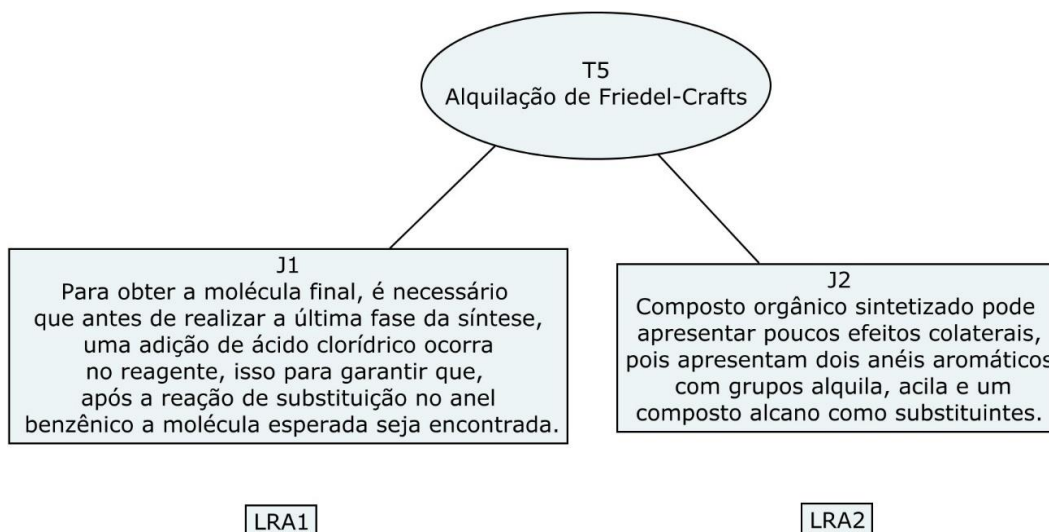 T5
Alquilação de Friedel-Crafts
J1
Para obter a molécula final, é necessário
que antes de realizar a última fase da síntese,
uma adição de ácido clorídrico ocorra
no reagente, isso para garantir que,
após a reação de substituição no anel
benzênico a molécula esperada seja encontrada.
J2
Composto orgânico sintetizado pode
apresentar poucos efeitos colaterais,
pois apresentam dois anéis aromáticos
com grupos alquila, acila e um
composto alcano como substituintes.
LRA1
LRA2